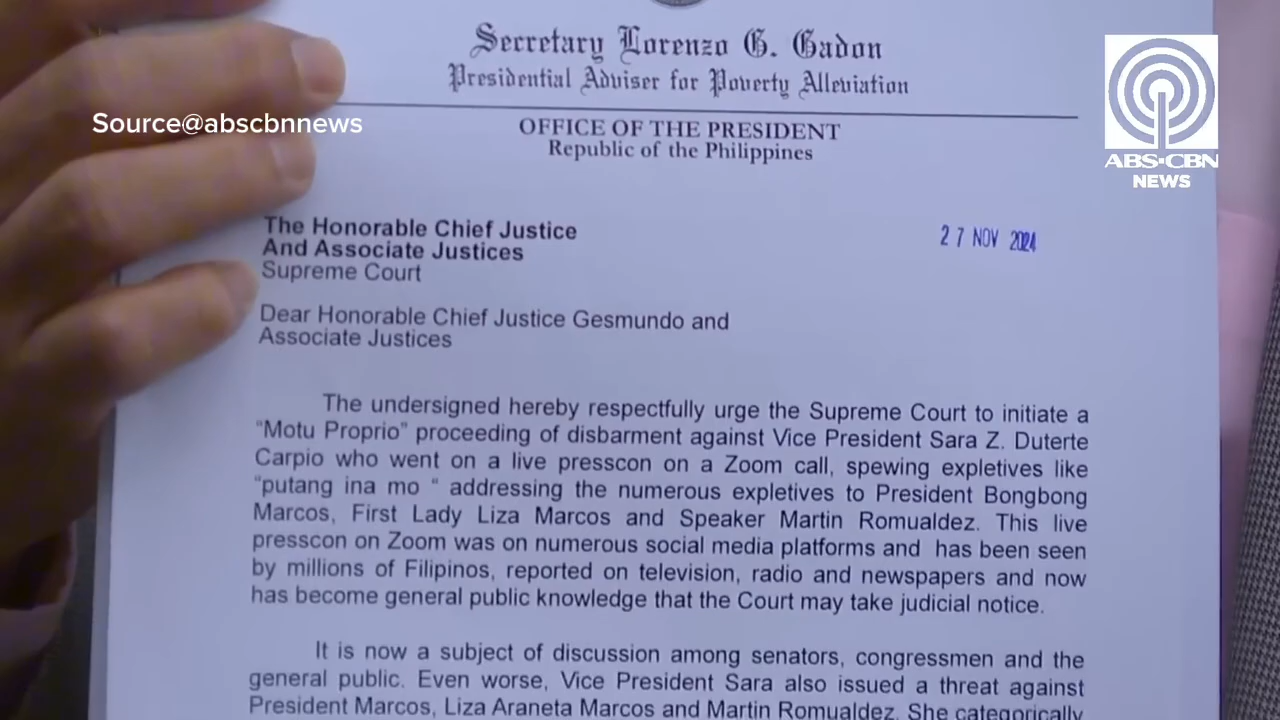 Secretary Lorenzo G. Gadon
Presidential Adviser for Poverty Alleviation
Source@abscbnnews
OFFICE OF THE PRESIDENT
Republic of the Philippines
ABS-CBN
NEWS
The Honorable Chief Justice
And Associate Justices
Supreme Court
27 NOV 2024
Dear Honorable Chief Justice Gesmundo and
Associate Justices
The undersigned hereby respectfully urge the Supreme Court to initiate a
"Motu Proprio" proceeding of disbarment against Vice President Sara Z. Duterte
Carpio who went on a live presscon on a Zoom call, spewing expletives like
"putang ina mo " addressing the numerous expletives to President Bongbong
Marcos, First Lady Liza Marcos and Speaker Martin Romualdez. This live
presscon on Zoom was on numerous social media platforms and has been seen
by millions of Filipinos, reported on television, radio and newspapers and now
has become general public knowledge that the Court may take judicial notice.
It is now a subject of discussion among senators, congressmen and the
general public. Even worse, Vice President Sara also issued a threat against
President Marcos, Liza Araneta Marcos and Martin Romualdez. She categorically